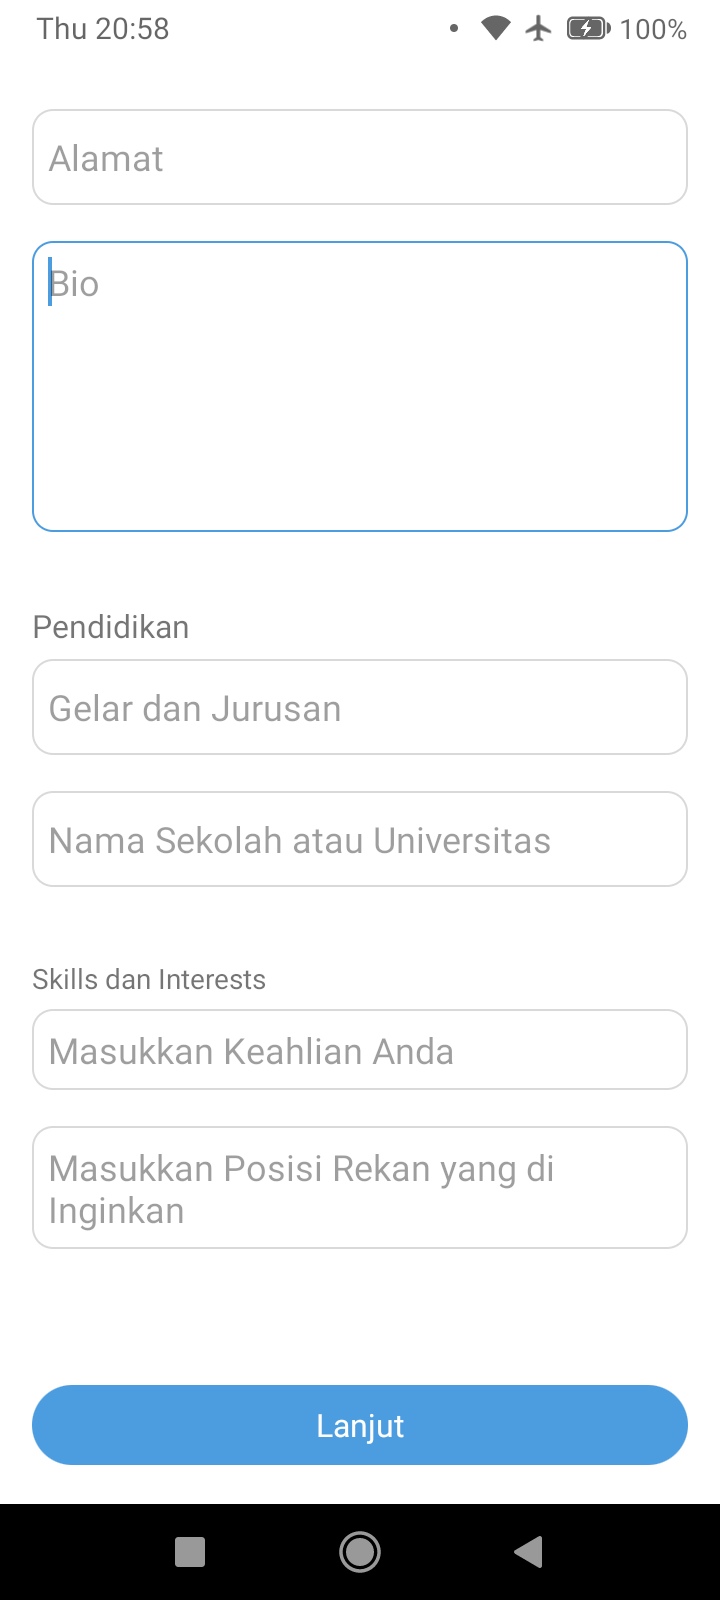 Thu 20:58
100%
Alamat
Bio
Pendidikan
Gelar dan Jurusan
Nama Sekolah atau Universitas
Skills dan Interests
Masukkan Keahlian Anda
Masukkan Posisi Rekan yang di
Inginkan
Lanjut